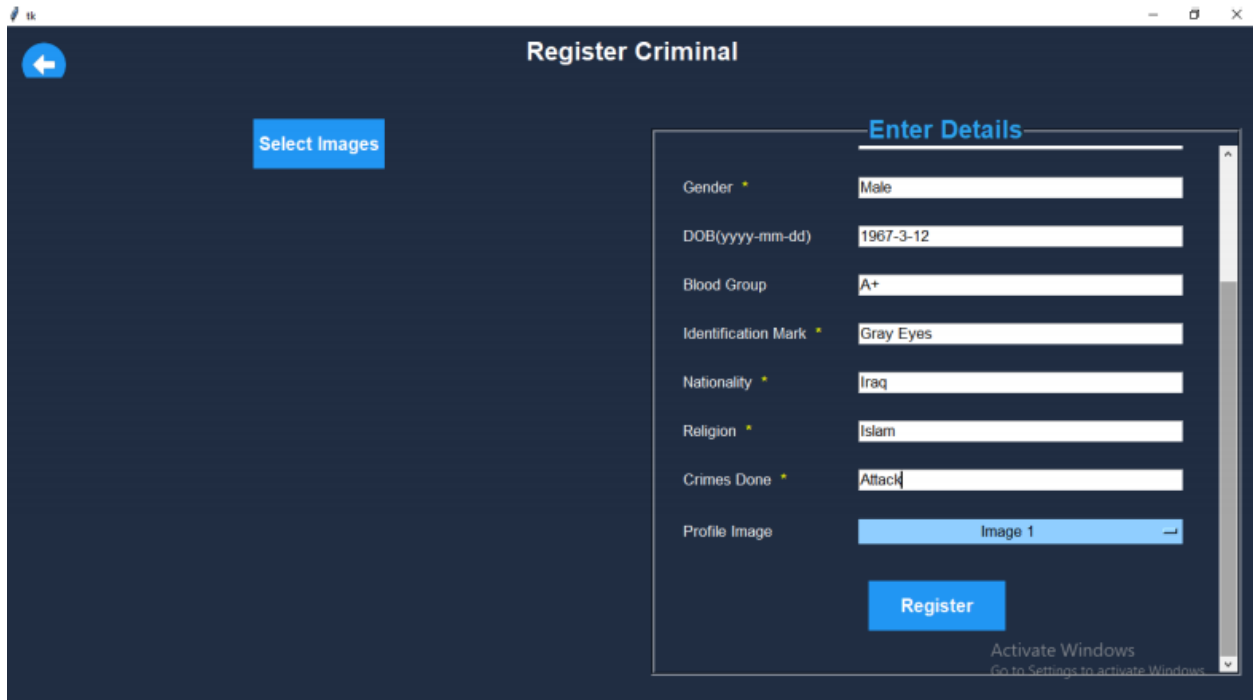 tk
Register Criminal
Select Images
Enter Details
Gender * Male
DOB(yyyy-mm-dd) 1967-3-12
Blood Group A+
Identification Mark * Gray Eyes
Nationality * Iraq
Religion * Islam
Crimes Done * Attack
Profile Image Image 1
Register
Activate Windows
Go to Settings to activate Windows